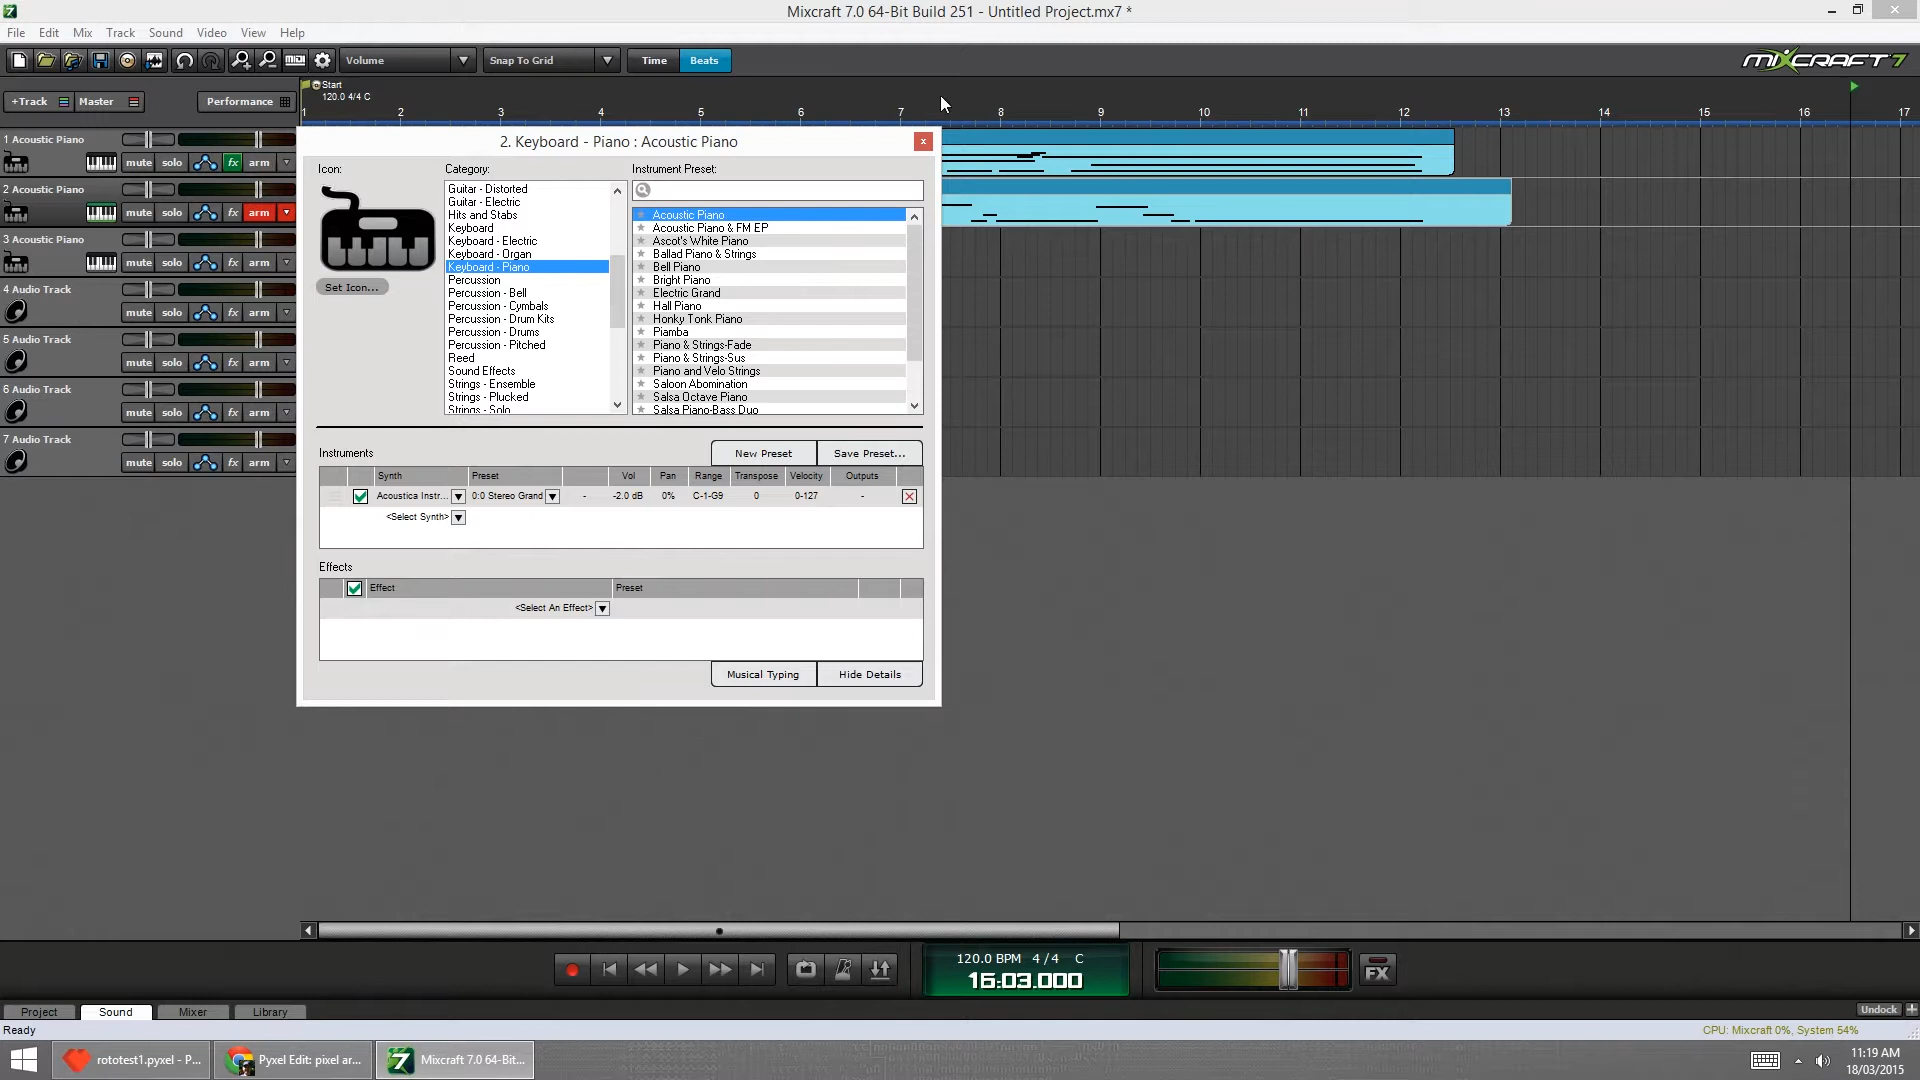 Mixcraft 7.0 64-Bit Build 251 - Untitled Project.mx7 *
File Edit Mix Track Sound Video View Help
Volume Snap To Grid Time Beats MIXCRAFT 7
+Track Master Performance
Start
120.0 4/4 C
1 2 3 4 5 6 7 8 9 10 11 12 13 14 15 16 17
1 Acoustic Piano
mute solo fx arm
2 Acoustic Piano
mute solo fx arm
3 Acoustic Piano
mute solo fx arm
4 Audio Track
mute solo fx arm
5 Audio Track
mute solo fx arm
6 Audio Track
mute solo fx arm
7 Audio Track
mute solo fx arm
2. Keyboard - Piano : Acoustic Piano
Icon:
Set Icon...
Category:
Guitar - Distorted
Guitar - Electric
Hits and Stabs
Keyboard
Keyboard - Electric
Keyboard - Organ
Keyboard - Piano
Percussion
Percussion - Bell
Percussion - Cymbals
Percussion - Drum Kits
Percussion - Drums
Percussion - Pitched
Reed
Sound Effects
Strings - Ensemble
Strings - Plucked
Strings - Solo
Instrument Preset:
Acoustic Piano
Acoustic Piano & FM EP
Ascot's White Piano
Ballad Piano & Strings
Bell Piano
Bright Piano
Electric Grand
Hall Piano
Honky Tonk Piano
Piamba
Piano & Strings-Fade
Piano & Strings-Sus
Piano and Velo Strings
Saloon Abomination
Salsa Octave Piano
Salsa Piano-Bass Duo
Instruments
New Preset Save Preset...
Synth Preset Vol Pan Range Transpose Velocity Outputs
Acoustica Instr... 0:0 Stereo Grand - -2.0 dB 0% C-1-G9 0 0-127 -
<Select Synth>
Effects
Effect Preset
<Select An Effect>
Musical Typing Hide Details
120.0 BPM 4 / 4 C
16:03.000
FX
Project Sound Mixer Library
Undock
Ready
CPU: Mixcraft 0%, System 54%
rototest1.pyxel - P...
Pyxel Edit: pixel ar...
Mixcraft 7.0 64-Bit...
11:19 AM
18/03/2015